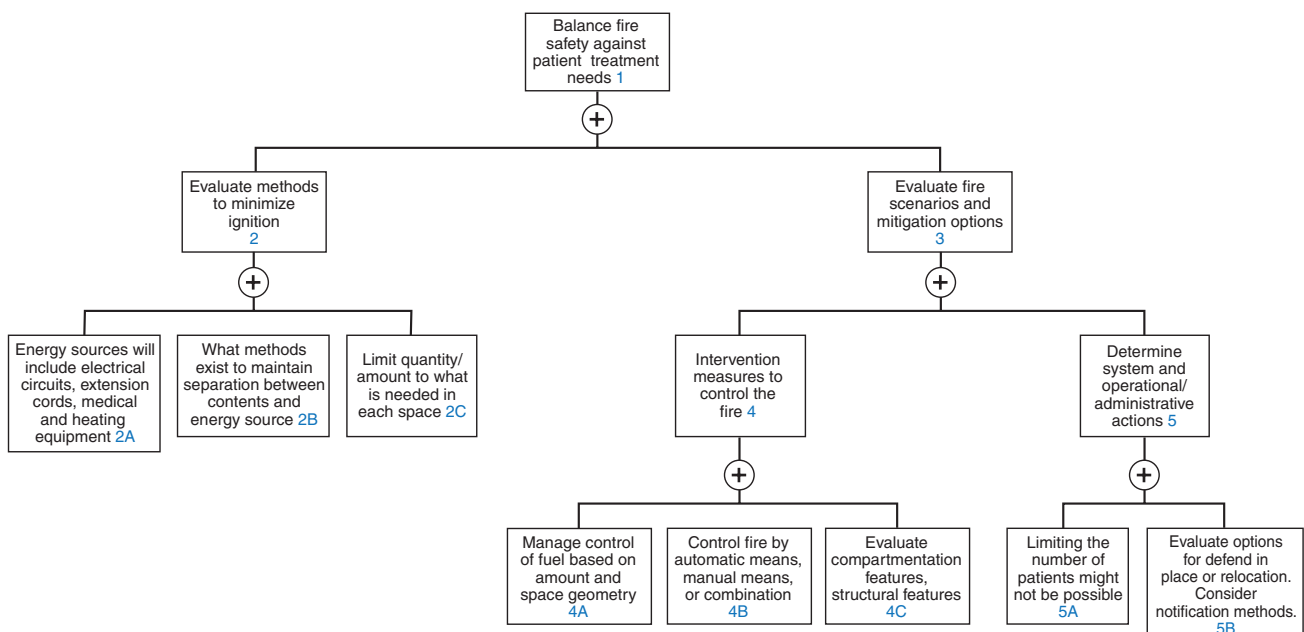 Balance fire
safety against
patient treatment
needs 1
+
Evaluate methods
to minimize
ignition
2
Evaluate fire
scenarios and
mitigation options
3
+
+
Energy sources will
include electrical
circuits, extension
cords, medical
and heating
equipment 2A
What methods
exist to maintain
separation between
contents and
energy source 2B
Limit quantity/
amount to what
is needed in
each space 2C
Intervention
measures to
control the
fire 4
Determine
system and
operational/
administrative
actions 5
+
+
Manage control
of fuel based on
amount and
space geometry
4A
Control fire by
automatic means,
manual means,
or combination
4B
Evaluate
compartmentation
features,
structural features
4C
Limiting the
number of
patients might
not be possible
5A
Evaluate options
for defend in
place or relocation.
Consider
notification methods.
5B